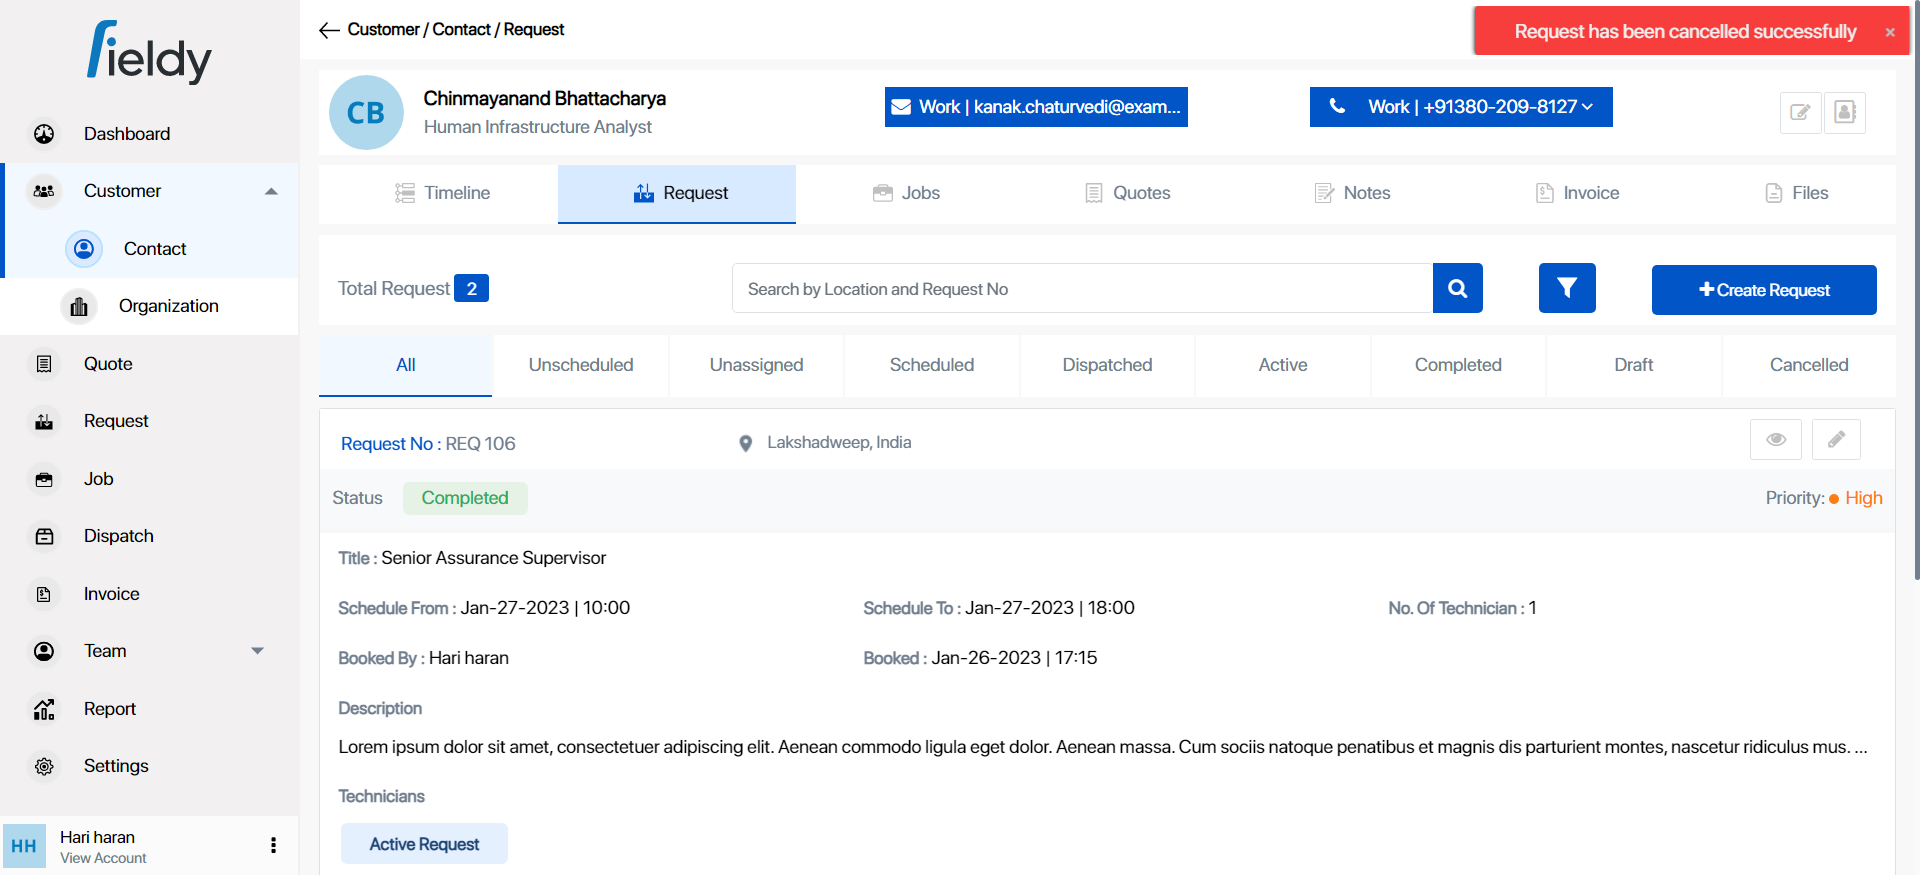 fieldy
Dashboard
Customer
Contact
Organization
Quote
Request
Job
Dispatch
Invoice
Team
Report
Settings
HH
Hari haran
View Account
Customer / Contact / Request
Request has been cancelled successfully ×
CB
Chinmayanand Bhattacharya
Human Infrastructure Analyst
Work | kanak.chaturvedi@exam...
Work | +91380-209-8127
Timeline
Request
Jobs
Quotes
Notes
Invoice
Files
Total Request 2
Search by Location and Request No
+Create Request
All
Unscheduled
Unassigned
Scheduled
Dispatched
Active
Completed
Draft
Cancelled
Request No : REQ 106
Lakshadweep, India
Status Completed
Priority: High
Title : Senior Assurance Supervisor
Schedule From : Jan-27-2023 | 10:00
Schedule To : Jan-27-2023 | 18:00
No. Of Technician : 1
Booked By : Hari haran
Booked : Jan-26-2023 | 17:15
Description
Lorem ipsum dolor sit amet, consectetuer adipiscing elit. Aenean commodo ligula eget dolor. Aenean massa. Cum sociis natoque penatibus et magnis dis parturient montes, nascetur ridiculus mus. ...
Technicians
Active Request